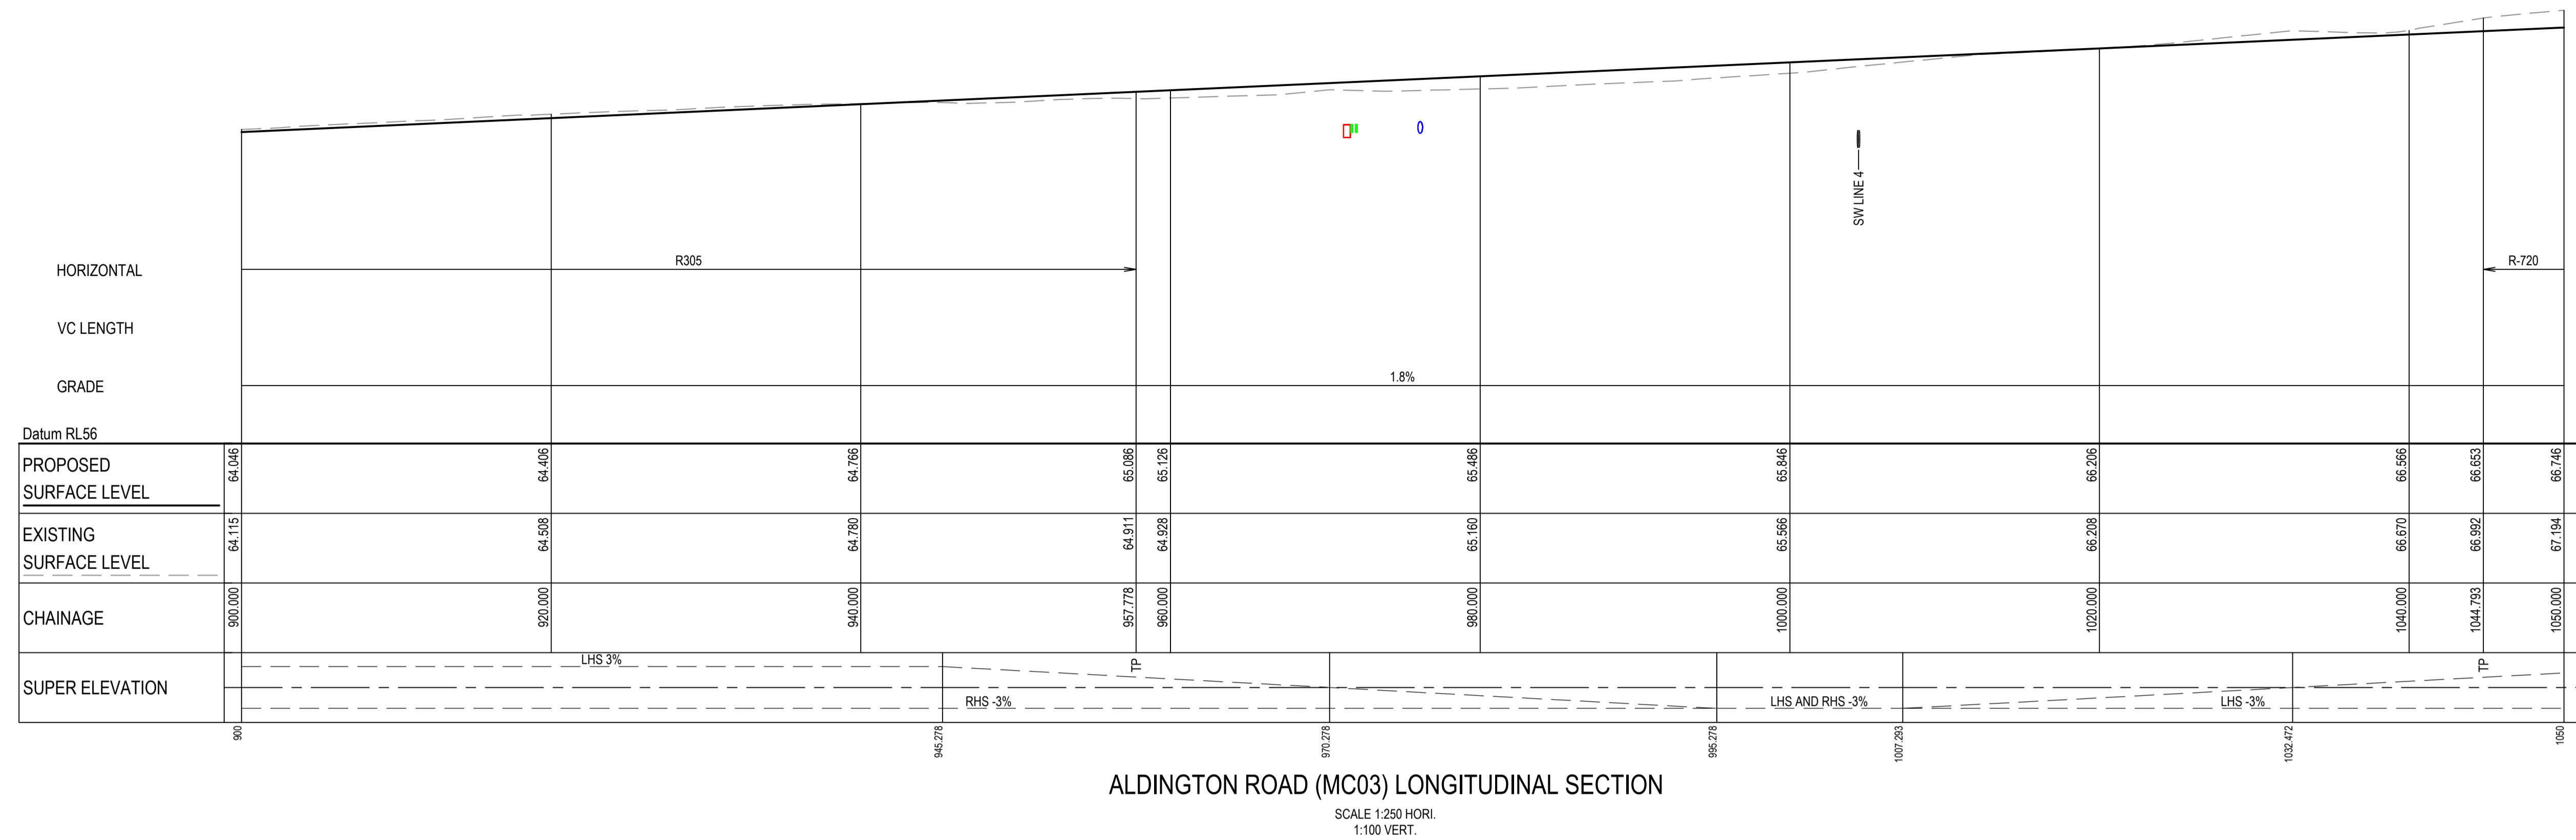 SW LINE 4
HORIZONTAL
R305
R-720
VC LENGTH
GRADE
1.8%
Datum RL56
PROPOSED
SURFACE LEVEL
64.046 64.406 64.766 65.086 65.126 65.486 65.846 66.206 66.566 66.653 66.746
EXISTING
SURFACE LEVEL
64.115 64.508 64.780 64.911 64.928 65.160 65.566 66.208 66.670 66.992 67.194
CHAINAGE
900.000 920.000 940.000 957.778 960.000 980.000 1000.000 1020.000 1040.000 1044.793 1050.000
SUPER ELEVATION
LHS 3%
TP
TP
RHS -3%
LHS AND RHS -3%
LHS -3%
900 945.278 970.278 995.278 1007.293 1032.472 1050
ALDINGTON ROAD (MC03) LONGITUDINAL SECTION
SCALE 1:250 HORI.
1:100 VERT.